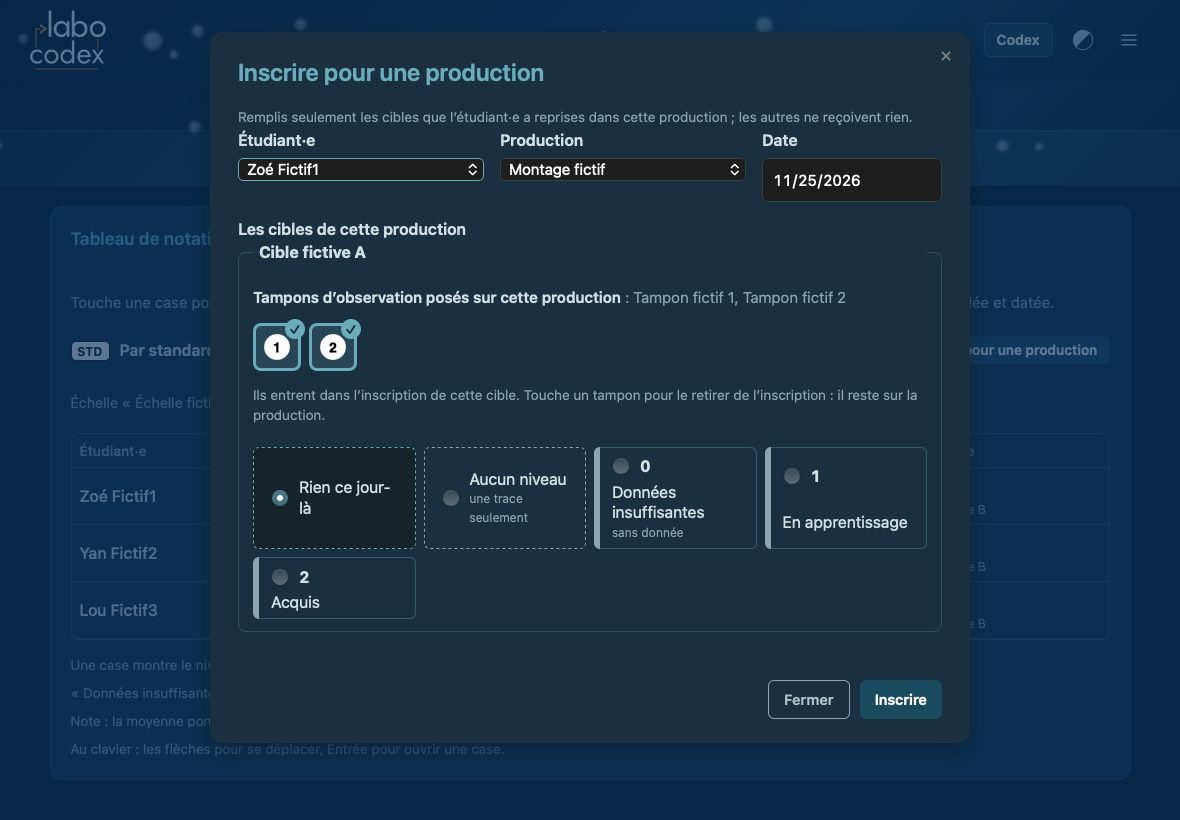 labo
codex
Codex
Inscrire pour une production
×
Remplis seulement les cibles que l’étudiant·e a reprises dans cette production ; les autres ne reçoivent rien.
Étudiant·e
Production
Date
Zoé Fictif1
Montage fictif
11/25/2026
Les cibles de cette production
Cible fictive A
Tampons d’observation posés sur cette production : Tampon fictif 1, Tampon fictif 2
1
2
Ils entrent dans l’inscription de cette cible. Touche un tampon pour le retirer de l’inscription : il reste sur la
production.
Rien ce jour-
là
Aucun niveau
une trace
seulement
0
Données
insuffisantes
sans donnée
1
En apprentissage
2
Acquis
Fermer
Inscrire
Tableau de notati
Touche une case po
ée et datée.
STD
Par standar
pour une production
Échelle « Échelle ficti
Étudiant·e
Zoé Fictif1
e B
Yan Fictif2
e B
Lou Fictif3
e B
Une case montre le niv
« Données insuffisant
Note : la moyenne pon
Au clavier : les flèches pour se déplacer, Entrée pour ouvrir une case.